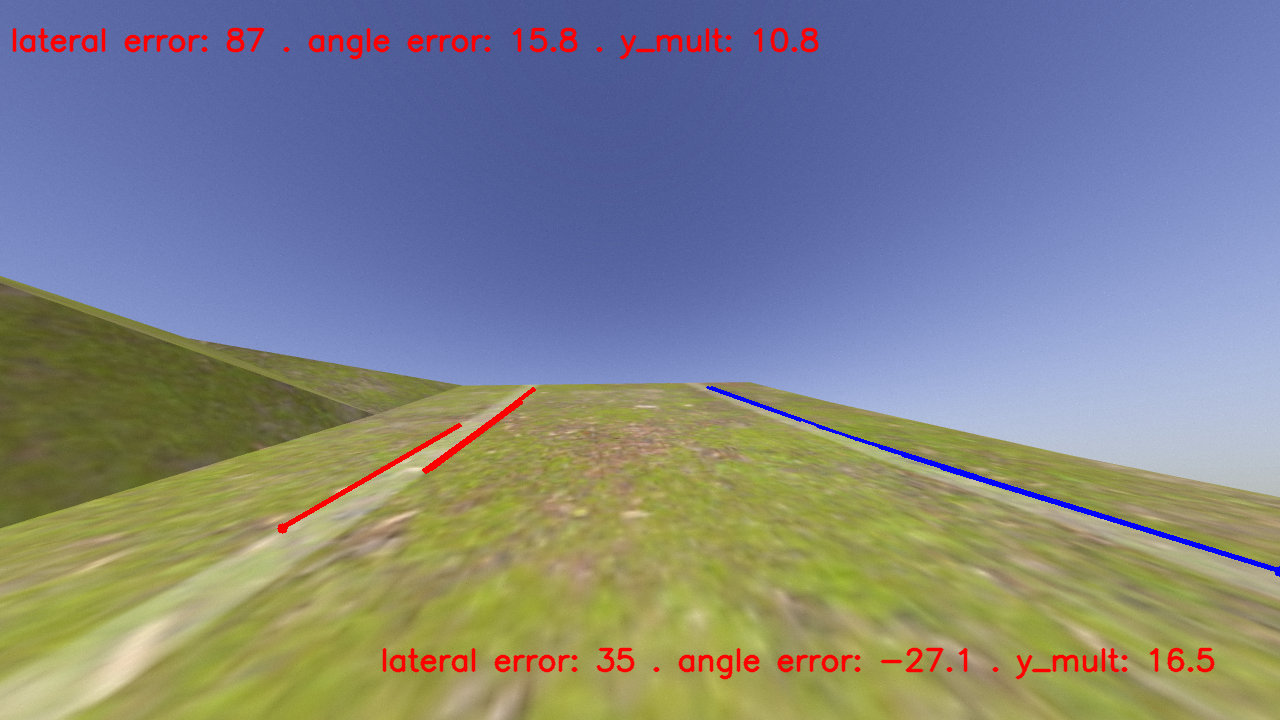 lateral error: 87 . angle error: 15.8 . y_mult: 10.8
lateral error: 35 . angle error: -27.1 . y_mult: 16.5